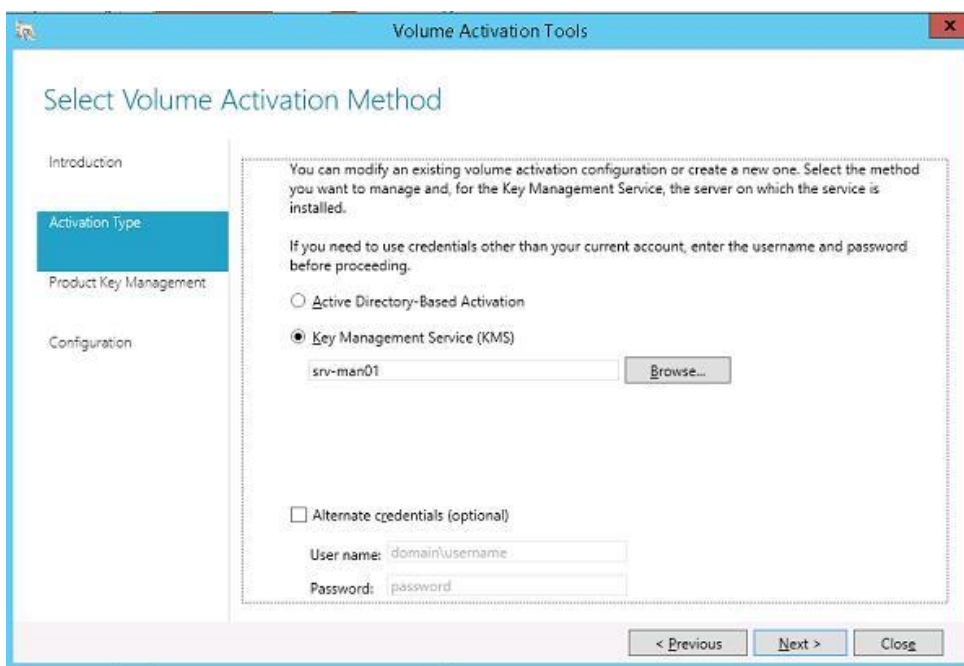 Volume Activation Tools
x
Select Volume Activation Method
Introduction
Activation Type
Product Key Management
Configuration
You can modify an existing volume activation configuration or create a new one. Select the method
you want to manage and, for the Key Management Service, the server on which the service is
installed.
If you need to use credentials other than your current account, enter the username and password
before proceeding.
Active Directory-Based Activation
Key Management Service (KMS)
srv-man01
Browse...
Alternate credentials (optional)
User name:
domain\username
Password:
password
< Previous
Next >
Close